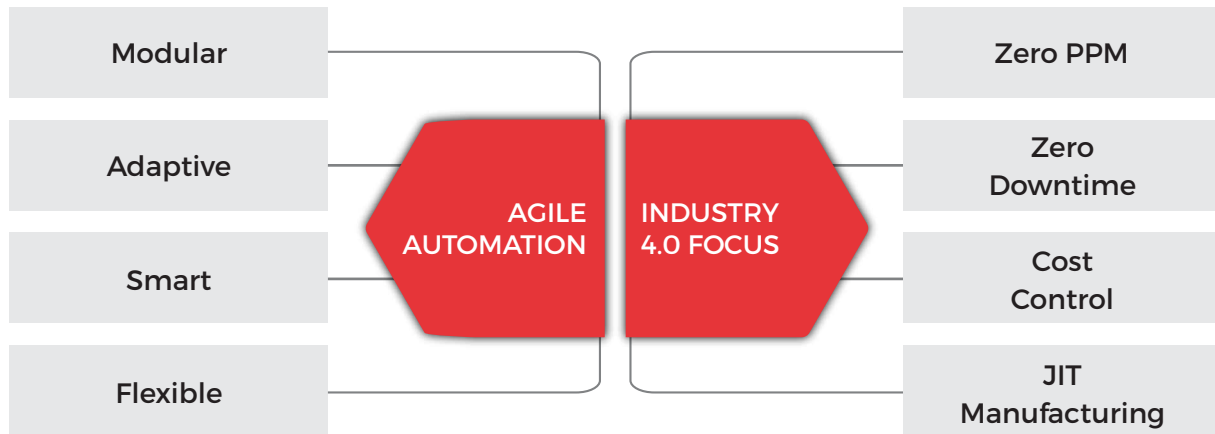 Modular
Adaptive
Smart
Flexible
AGILE
AUTOMATION
INDUSTRY
4.0 FOCUS
Zero PPM
Zero
Downtime
Cost
Control
JIT
Manufacturing